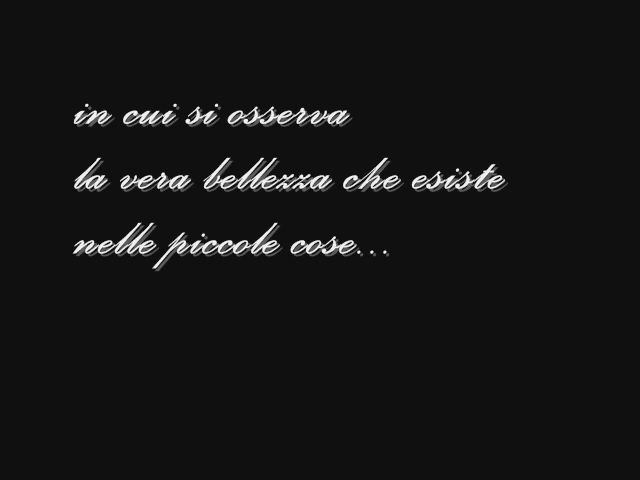 in cui si osserva
la vera bellezza che esiste
nelle piccole cose...